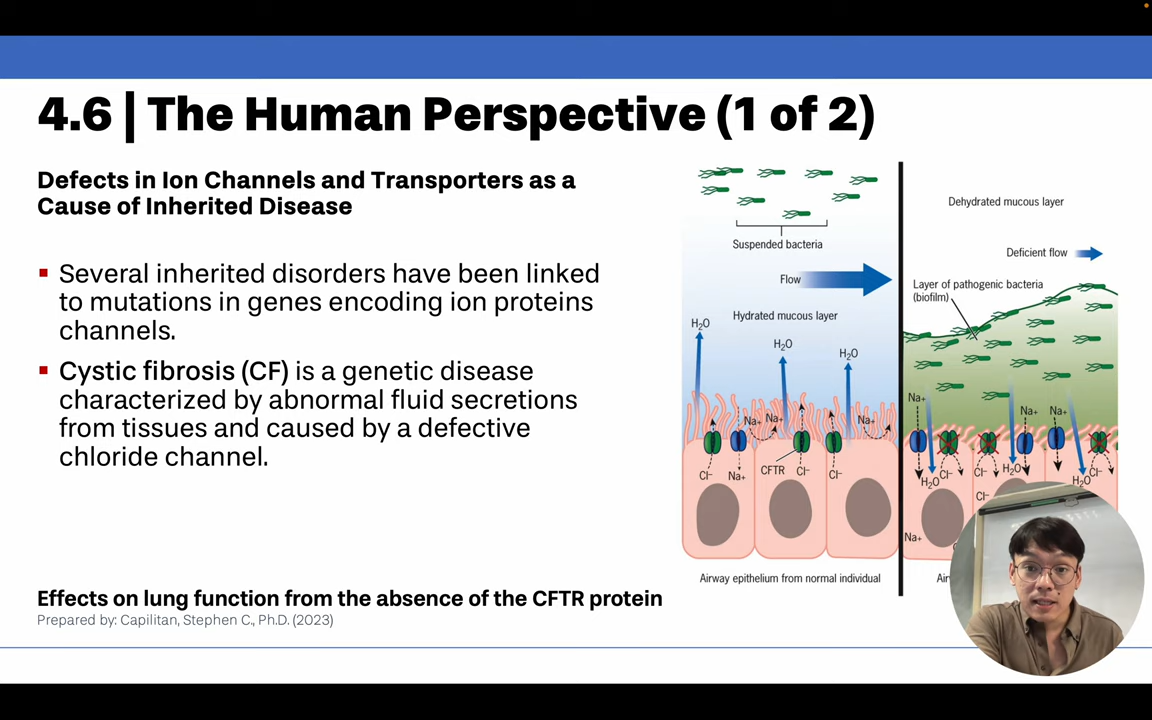 4.6 | The Human Perspective (1 of 2)
Defects in Ion Channels and Transporters as a
Cause of Inherited Disease
Several inherited disorders have been linked
to mutations in genes encoding ion proteins
channels.
Cystic fibrosis (CF) is a genetic disease
characterized by abnormal fluid secretions
from tissues and caused by a defective
chloride channel.
Effects on lung function from the absence of the CFTR protein
Prepared by: Capilitan, Stephen C., Ph.D. (2023)
Suspended bacteria
Flow
Hydrated mucous layer
H₂O
H₂O
H₂O
Na+
Na+
Na+
Cl⁻
Na+
CFTR
Cl⁻
Cl⁻
Airway epithelium from normal individual
Dehydrated mucous layer
Deficient flow
Layer of pathogenic bacteria
(biofilm)
Na+
Na+
Na+
H₂O
Cl⁻
Cl⁻
H₂O
H₂O
Cl⁻
Cl⁻
Na+